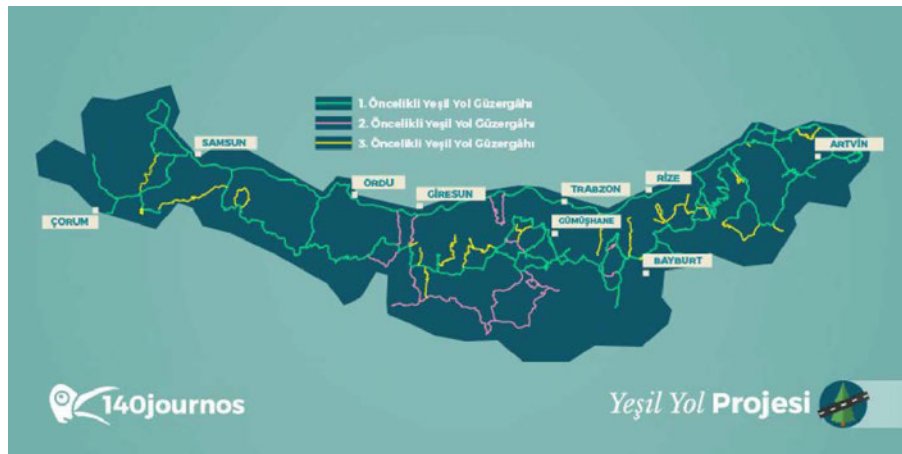 1. Öncelikli Yeşil Yol Güzergâhı
2. Öncelikli Yeşil Yol Güzergâhı
3. Öncelikli Yeşil Yol Güzergâhı
SAMSUN
ARTVİN
ORDU
GİRESUN
TRABZON
RİZE
ÇORUM
GÜMÜŞHANE
BAYBURT
140journos
Yeşil Yol Projesi